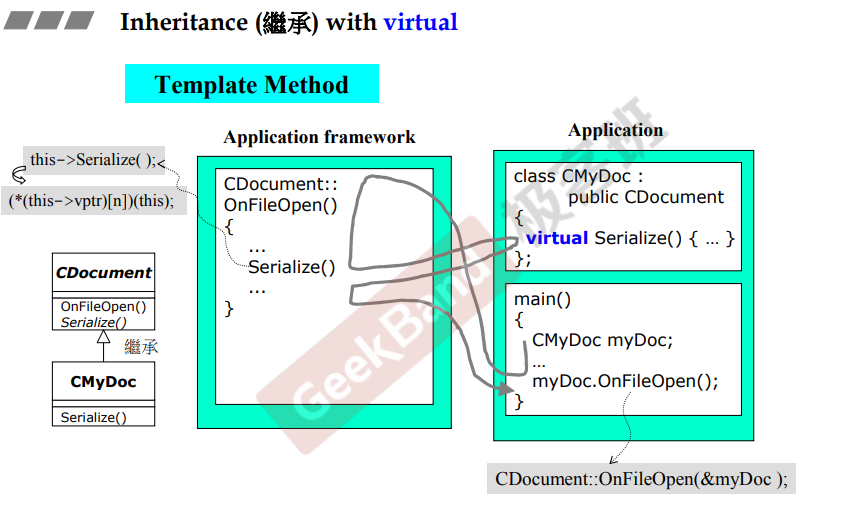 Inheritance (繼承) with virtual
Template Method
Application framework
Application
this->Serialize( );
(*(this->vptr)[n])(this);
CDocument::
OnFileOpen()
{
...
Serialize()
...
}
class CMyDoc :
public CDocument
{
virtual Serialize() { ... }
};
main()
{
CMyDoc myDoc;
...
myDoc.OnFileOpen();
}
CDocument
OnFileOpen()
Serialize()
繼承
CMyDoc
Serialize()
CDocument::OnFileOpen(&myDoc );
GeekBand 极客班